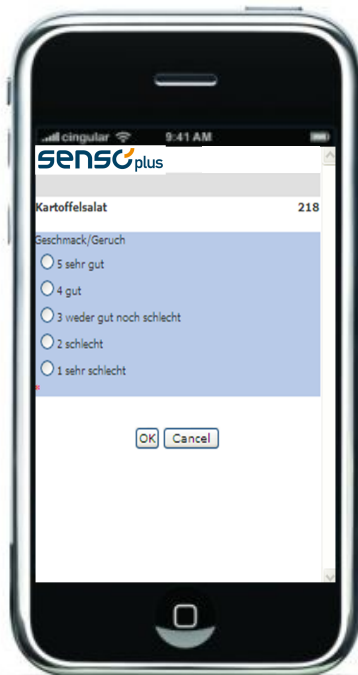 cingular 9:41 AM
sensoplus
Kartoffelsalat 218
Geschmack/Geruch
5 sehr gut
4 gut
3 weder gut noch schlecht
2 schlecht
1 sehr schlecht
OK Cancel